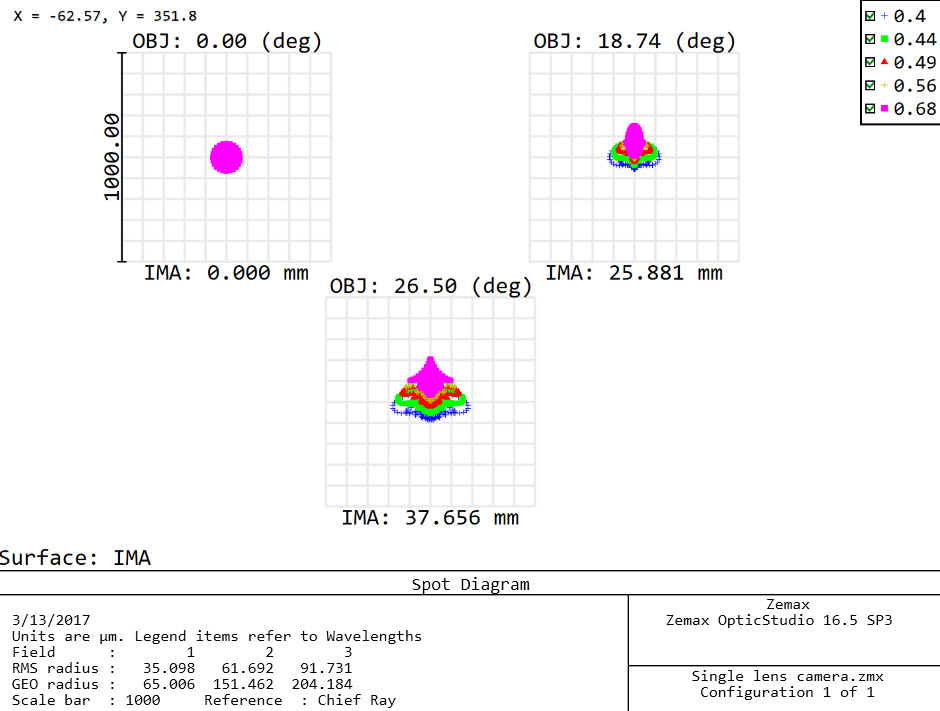 X = -62.57, Y = 351.8
OBJ: 0.00 (deg)
OBJ: 18.74 (deg)
0.4
0.44
0.49
0.56
0.68
1000.00
IMA: 0.000 mm
IMA: 25.881 mm
OBJ: 26.50 (deg)
IMA: 37.656 mm
Surface: IMA
Spot Diagram
3/13/2017
Units are µm. Legend items refer to Wavelengths
Field : 1 2 3
RMS radius : 35.098 61.692 91.731
GEO radius : 65.006 151.462 204.184
Scale bar : 1000 Reference : Chief Ray
Zemax
Zemax OpticStudio 16.5 SP3
Single lens camera.zmx
Configuration 1 of 1